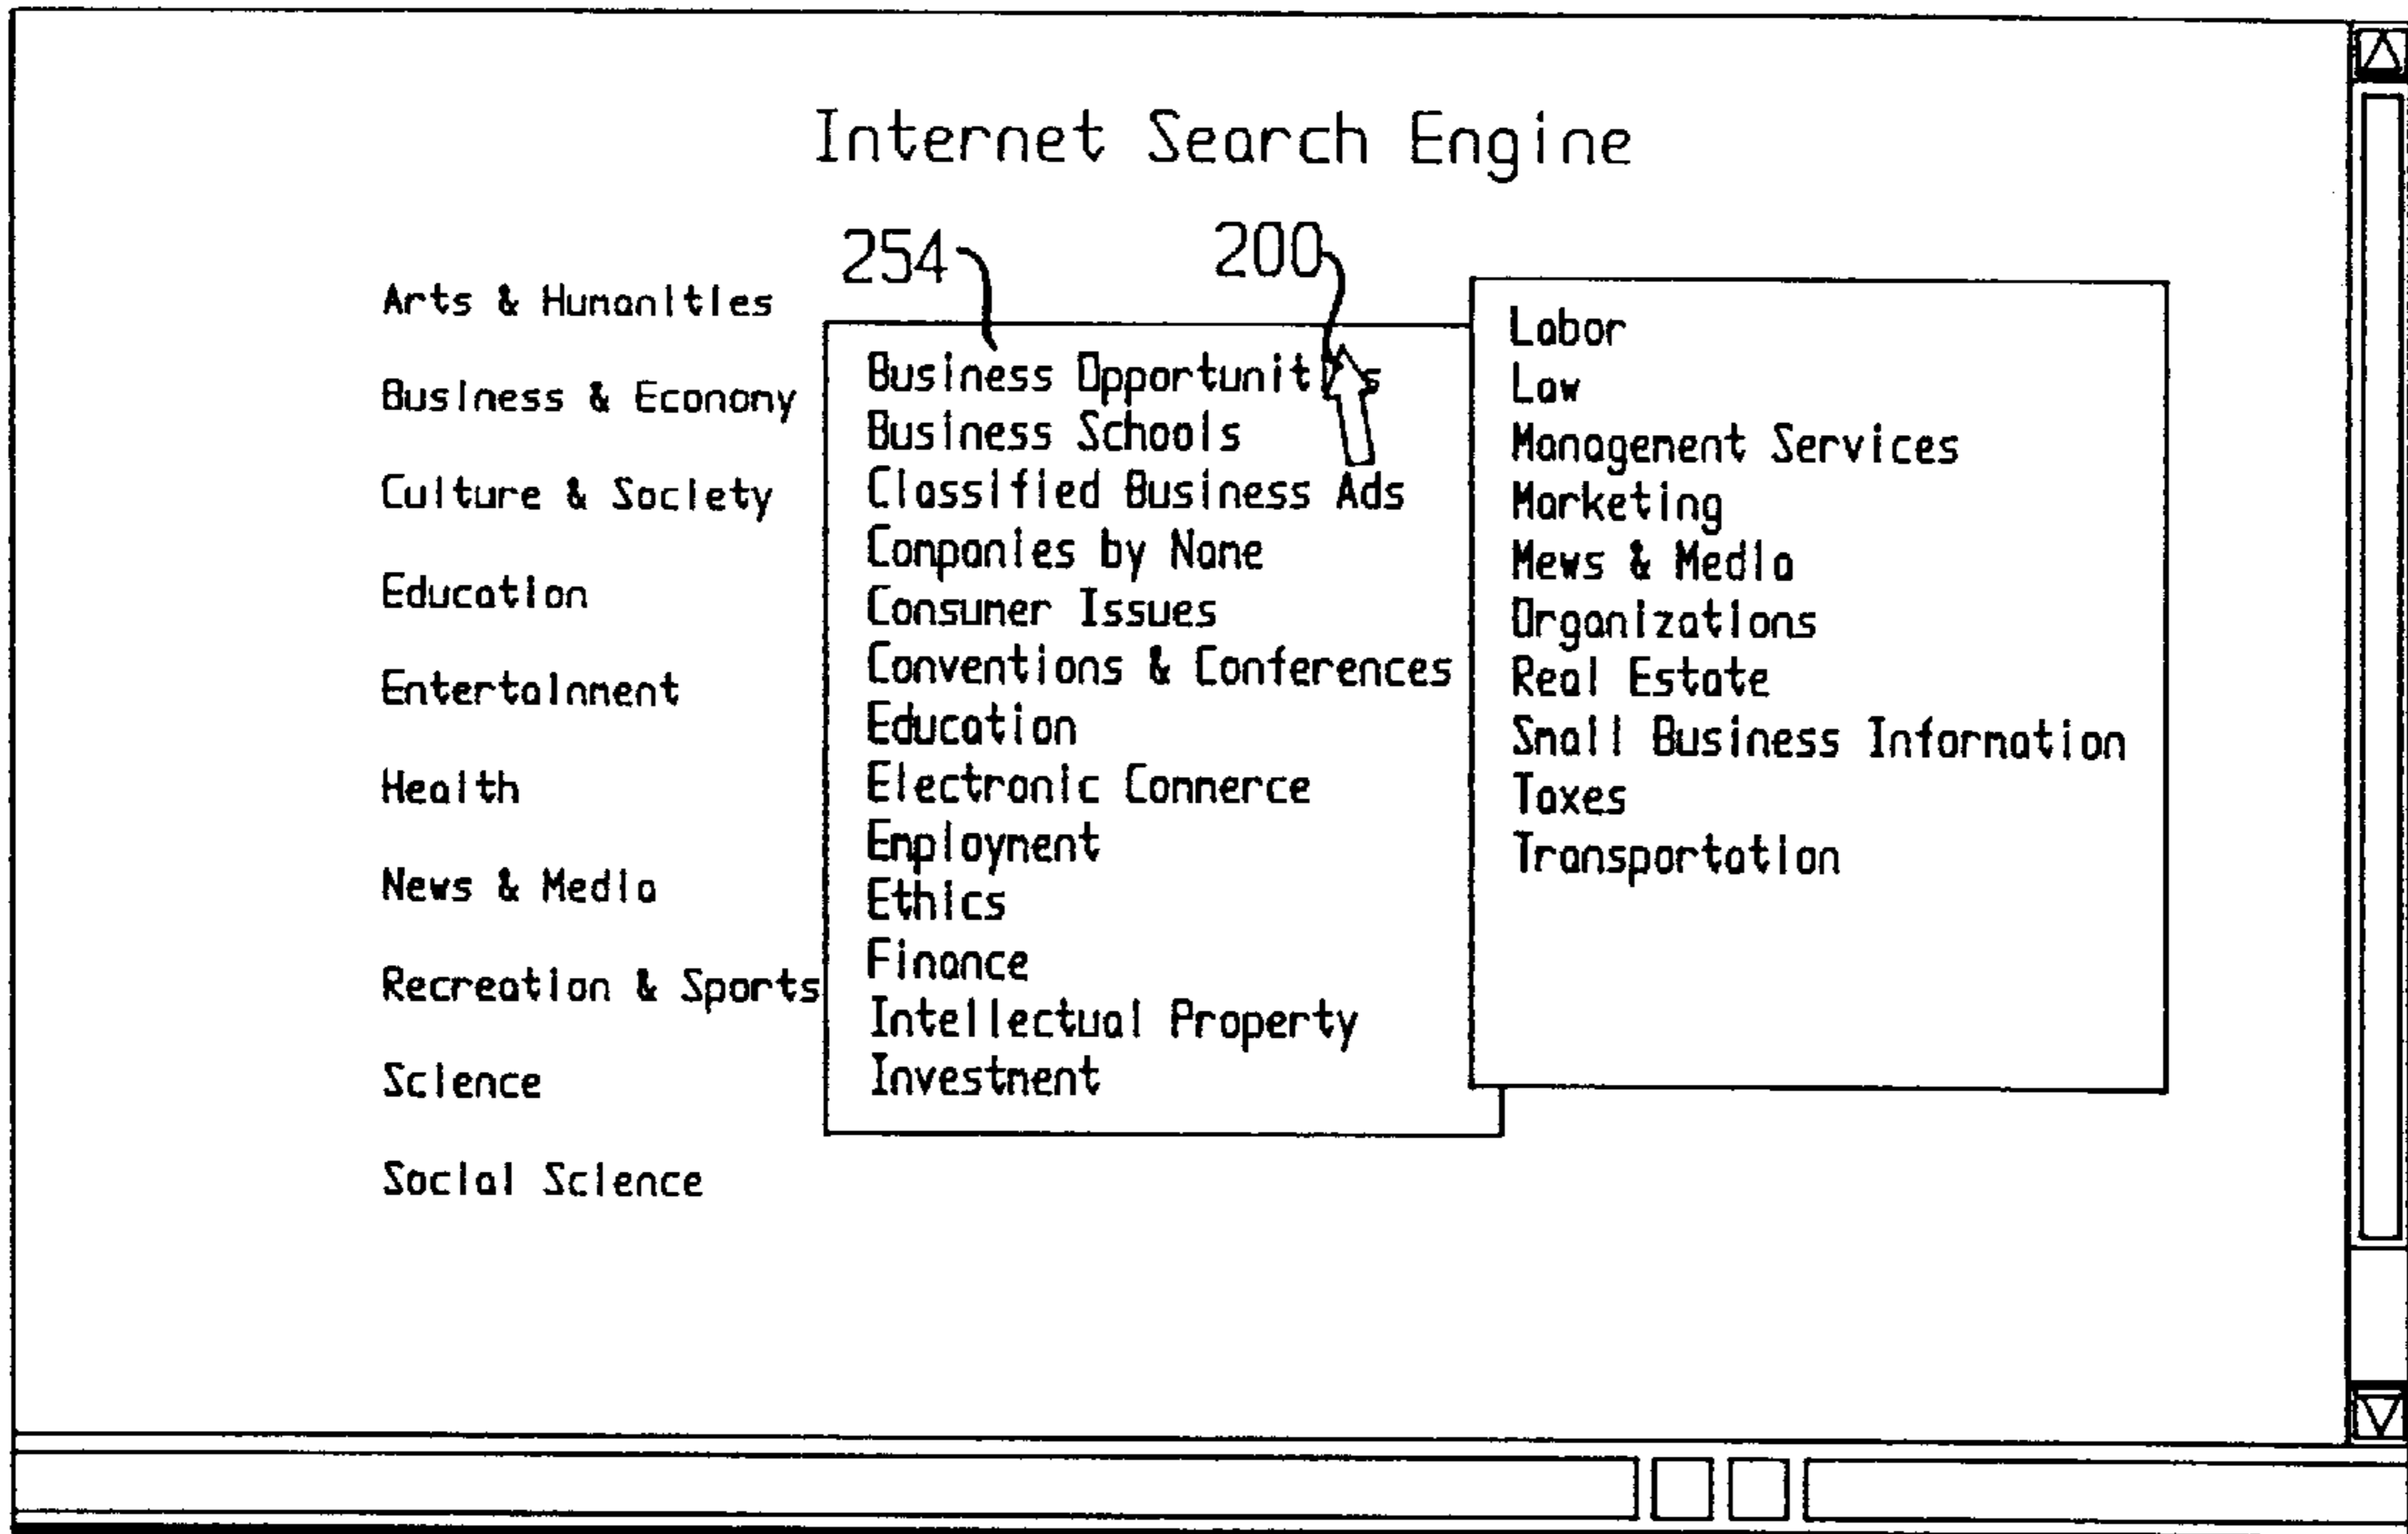 Internet Search Engine
254
200
Arts & Humanities
Business & Economy
Culture & Society
Education
Entertainment
Health
News & Media
Recreation & Sports
Science
Social Science
Business Opportunit s
Business Schools
Classified Business Ads
Companies by Name
Consumer Issues
Conventions & Conferences
Education
Electronic Commerce
Employment
Ethics
Finance
Intellectual Property
Investment
Labor
Law
Management Services
Marketing
Mews & Media
Organizations
Real Estate
Small Business Information
Taxes
Transportation